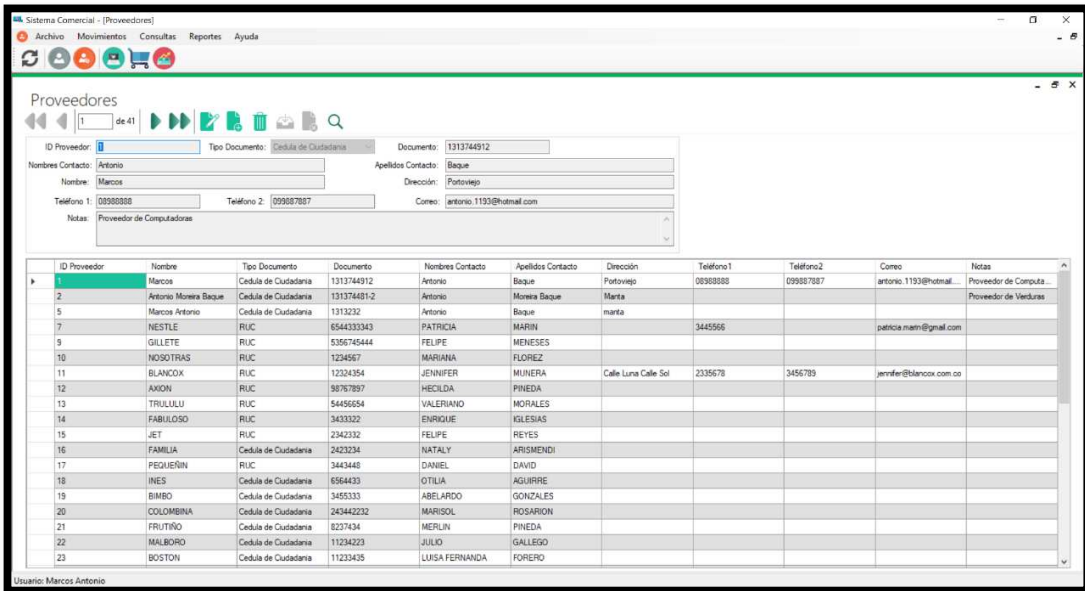 Sistema Comercial - [Proveedores]
Archivo Movimientos Consultas Reportes Ayuda
Proveedores
1 de 41
ID Proveedor: 1 Tipo Documento: Cedula de Ciudadania Documento: 1313744912
Nombres Contacto: Antonio Apellidos Contacto: Baque
Nombre: Marcos Dirección: Portoviejo
Teléfono 1: 08988888 Teléfono 2: 099887887 Correo: antonio.1193@hotmail.com
Notas: Proveedor de Computadoras
ID Proveedor Nombre Tipo Documento Documento Nombres Contacto Apellidos Contacto Dirección Teléfono1 Teléfono2 Correo Notas
1 Marcos Cedula de Ciudadania 1313744912 Antonio Baque Portoviejo 08988888 099887887 antonio.1193@hotmail.... Proveedor de Computa...
2 Antonio Moreira Baque Cedula de Ciudadania 131374481-2 Antonio Moreira Baque Manta Proveedor de Verduras
5 Marcos Antonio Cedula de Ciudadania 1313232 Antonio Baque manta
7 NESTLE RUC 6544333343 PATRICIA MARIN 3445566 patricia.marin@gmail.com
9 GILLETE RUC 5356745444 FELIPE MENESES
10 NOSOTRAS RUC 1234567 MARIANA FLOREZ
11 BLANCOX RUC 12324354 JENNIFER MUNERA Calle Luna Calle Sol 2335678 3456789 jennifer@blancox.com.co
12 AXION RUC 98767897 HECILDA PINEDA
13 TRULULU RUC 54456654 VALERIANO MORALES
14 FABULOSO RUC 3433322 ENRIQUE IGLESIAS
15 JET RUC 2342332 FELIPE REYES
16 FAMILIA Cedula de Ciudadania 2423234 NATALY ARISMENDI
17 PEQUEÑIN RUC 3443448 DANIEL DAVID
18 INES Cedula de Ciudadania 6564433 OTILIA AGUIRRE
19 BIMBO Cedula de Ciudadania 3455333 ABELARDO GONZALES
20 COLOMBINA Cedula de Ciudadania 243442232 MARISOL ROSARION
21 FRUTIÑO Cedula de Ciudadania 8237434 MERLIN PINEDA
22 MALBORO Cedula de Ciudadania 11234223 JULIO GALLEGO
23 BOSTON Cedula de Ciudadania 11233435 LUISA FERNANDA FORERO
Usuario: Marcos Antonio